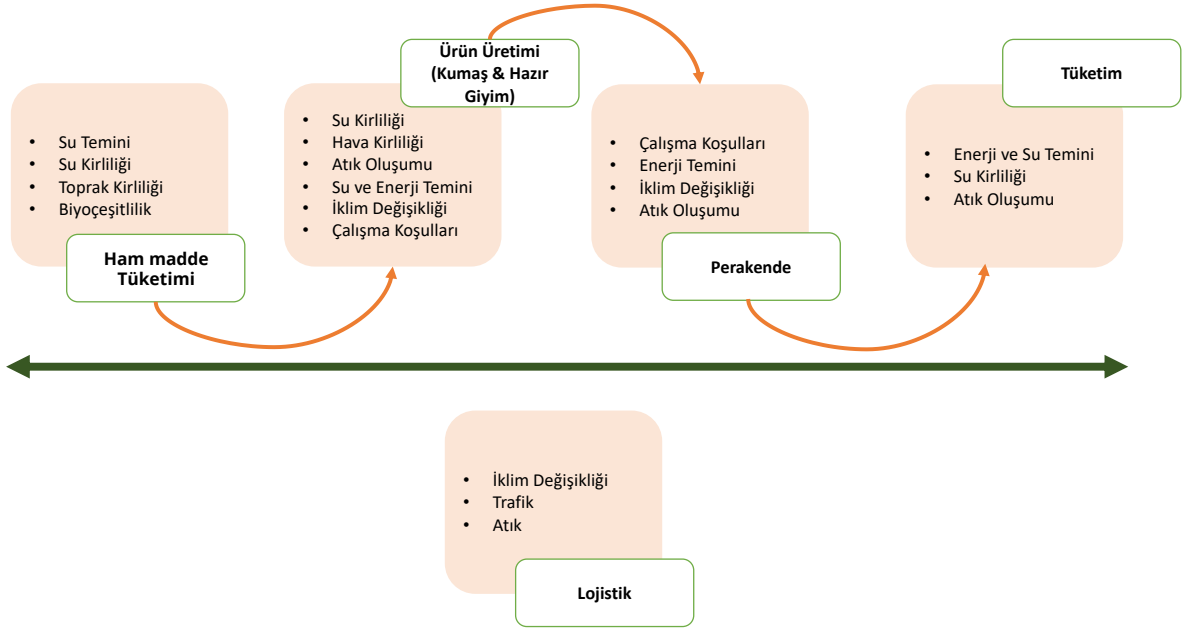 • Su Temini
• Su Kirliliği
• Toprak Kirliliği
• Biyoçeşitlilik
Ham madde
Tüketimi
Ürün Üretimi
(Kumaş & Hazır
Giyim)
• Su Kirliliği
• Hava Kirliliği
• Atık Oluşumu
• Su ve Enerji Temini
• İklim Değişikliği
• Çalışma Koşulları
• Çalışma Koşulları
• Enerji Temini
• İklim Değişikliği
• Atık Oluşumu
Perakende
Tüketim
• Enerji ve Su Temini
• Su Kirliliği
• Atık Oluşumu
• İklim Değişikliği
• Trafik
• Atık
Lojistik